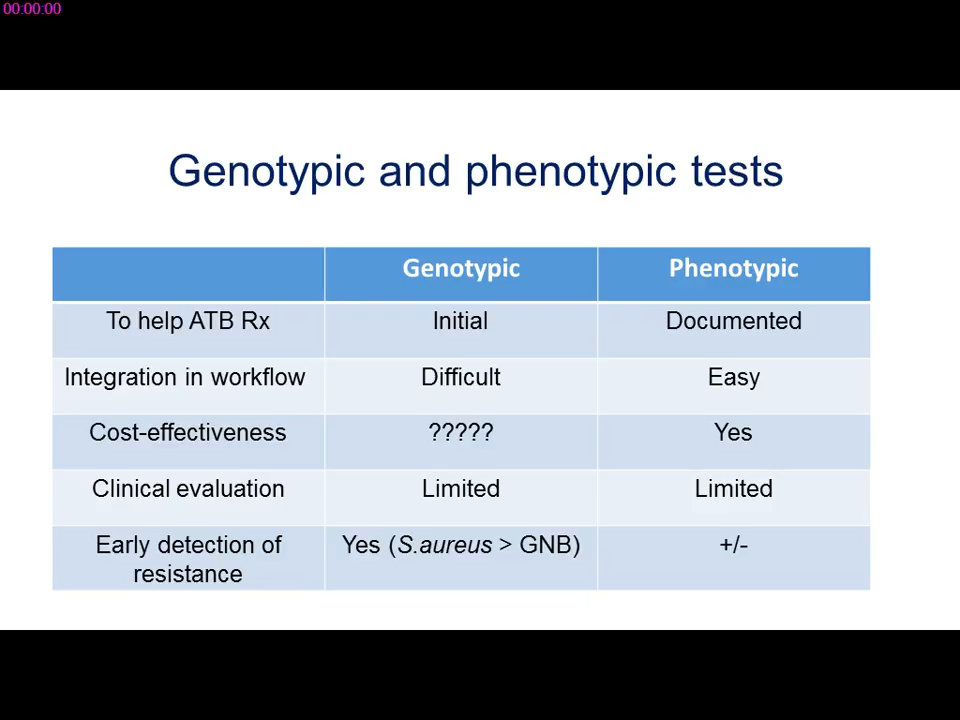 00:00:00
Genotypic and phenotypic tests
Genotypic Phenotypic
To help ATB Rx Initial Documented
Integration in workflow Difficult Easy
Cost-effectiveness ????? Yes
Clinical evaluation Limited Limited
Early detection of Yes (S.aureus > GNB) +/-
resistance